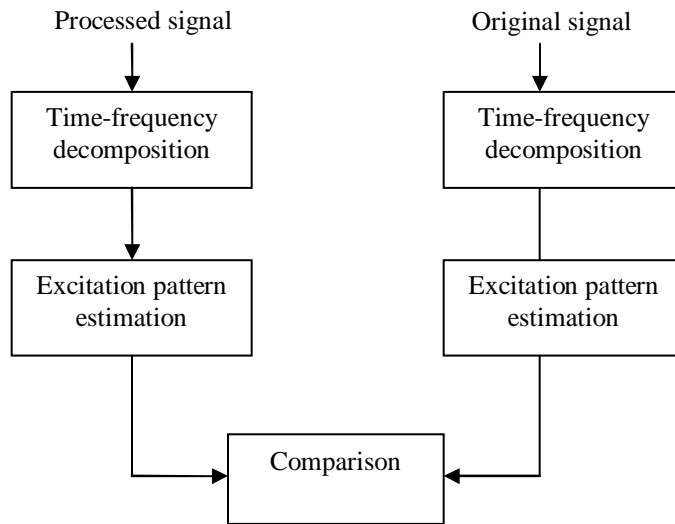 Processed signal
Original signal
Time-frequency
decomposition
Time-frequency
decomposition
Excitation pattern
estimation
Excitation pattern
estimation
Comparison